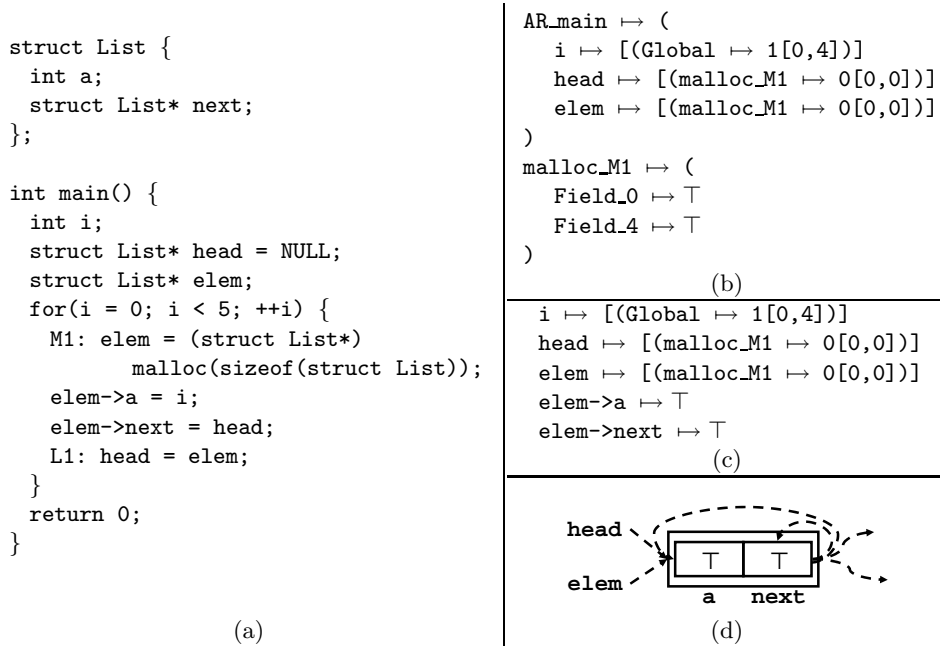 struct List {
int a;
struct List* next;
};
int main() {
int i;
struct List* head = NULL;
struct List* elem;
for(i = 0; i < 5; ++i) {
M1: elem = (struct List*)
malloc(sizeof(struct List));
elem->a = i;
elem->next = head;
L1: head = elem;
}
return 0;
}
(a)
AR_main ↦ (
i ↦ [(Global ↦ 1[0,4])]
head ↦ [(malloc_M1 ↦ 0[0,0])]
elem ↦ [(malloc_M1 ↦ 0[0,0])]
)
malloc_M1 ↦ (
Field_0 ↦ ⊤
Field_4 ↦ ⊤
)
(b)
i ↦ [(Global ↦ 1[0,4])]
head ↦ [(malloc_M1 ↦ 0[0,0])]
elem ↦ [(malloc_M1 ↦ 0[0,0])]
elem->a ↦ ⊤
elem->next ↦ ⊤
(c)
head
⊤ ⊤
elem
a next
(d)